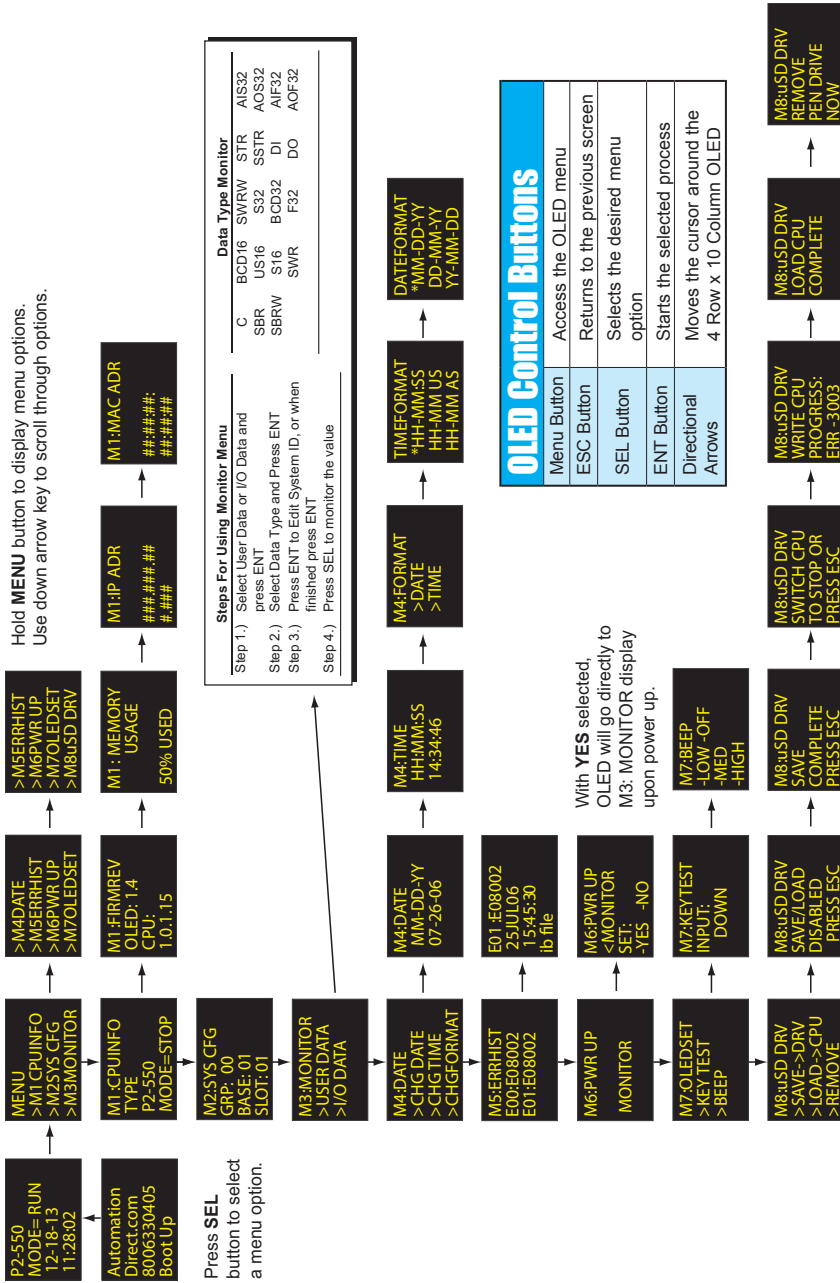 P2-550
MODE= RUN
12-18-13
11:28:02
Automation
Direct.com
8006330405
Boot Up
Press SEL
button to select
a menu option.
MENU
>M1CPUINFO
>M2SYS CFG
>M3MONITOR
>M4DATE
>M5ERRHIST
>M6PWR UP
>M7OLEDSET
>M5ERRHIST
>M6PWR UP
>M7OLEDSET
>M8uSD DRV
Hold MENU button to display menu options.
Use down arrow key to scroll through options.
M1:CPUINFO
TYPE
P2-550
MODE=STOP
M1:FIRMREV
OLED: 1.4
CPU:
1.0.1.15
M1: MEMORY
USAGE
50% USED
M1:IP ADR
###.###.##
#.###
M1:MAC ADR
##:##:##:
##:##:##
M2:SYS CFG
GRP: 00
BASE: 01
SLOT: 01
M3:MONITOR
>USER DATA
>I/O DATA
Steps For Using Monitor Menu
Step 1.) Select User Data or I/O Data and
press ENT
Step 2.) Select Data Type and Press ENT
Step 3.) Press ENT to Edit System ID, or when
finished press ENT
Step 4.) Press SEL to monitor the value
Data Type Monitor
C BCD16 SWRW STR AIS32
SBR US16 S32 SSTR AOS32
SBRW S16 BCD32 DI AIF32
SWR F32 DO AOF32
M4:DATE
>CHG DATE
>CHGTIME
>CHGFORMAT
M4:DATE
MM-DD-YY
07-26-06
M4:TIME
HH:MM:SS
14:34:46
M4:FORMAT
>DATE
>TIME
TIMEFORMAT
*HH-MM:SS
HH-MM US
HH-MM AS
DATEFORMAT
*MM-DD-YY
DD-MM-YY
YY-MM-DD
M5:ERRHIST
E00:E08002
E01:E08002
E01:E08002
25JUL06
15:45:30
ib file
M6:PWR UP
MONITOR
M6:PWR UP
<MONITOR
SET:
-YES -NO
With YES selected,
OLED will go directly to
M3: MONITOR display
upon power up.
M7:OLEDSET
>KEY TEST
>BEEP
M7:KEYTEST
INPUT:
DOWN
M7:BEEP
-LOW -OFF
-MED
-HIGH
OLED Control Buttons
Menu Button Access the OLED menu
ESC Button Returns to the previous screen
SEL Button Selects the desired menu
option
ENT Button Starts the selected process
Directional
Arrows Moves the cursor around the
4 Row x 10 Column OLED
M8:uSD DRV
>SAVE->DRV
>LOAD->CPU
>REMOVE
M8:uSD DRV
SAVE/LOAD
DISABLED
PRESS ESC
M8:uSD DRV
SAVE
COMPLETE
PRESS ESC
M8:uSD DRV
SWITCH CPU
TO STOP OR
PRESS ESC
M8:uSD DRV
WRITE CPU
PROGRESS:
ERR -3003
M8:uSD DRV
LOAD CPU
COMPLETE
M8:uSD DRV
REMOVE
PEN DRIVE
NOW